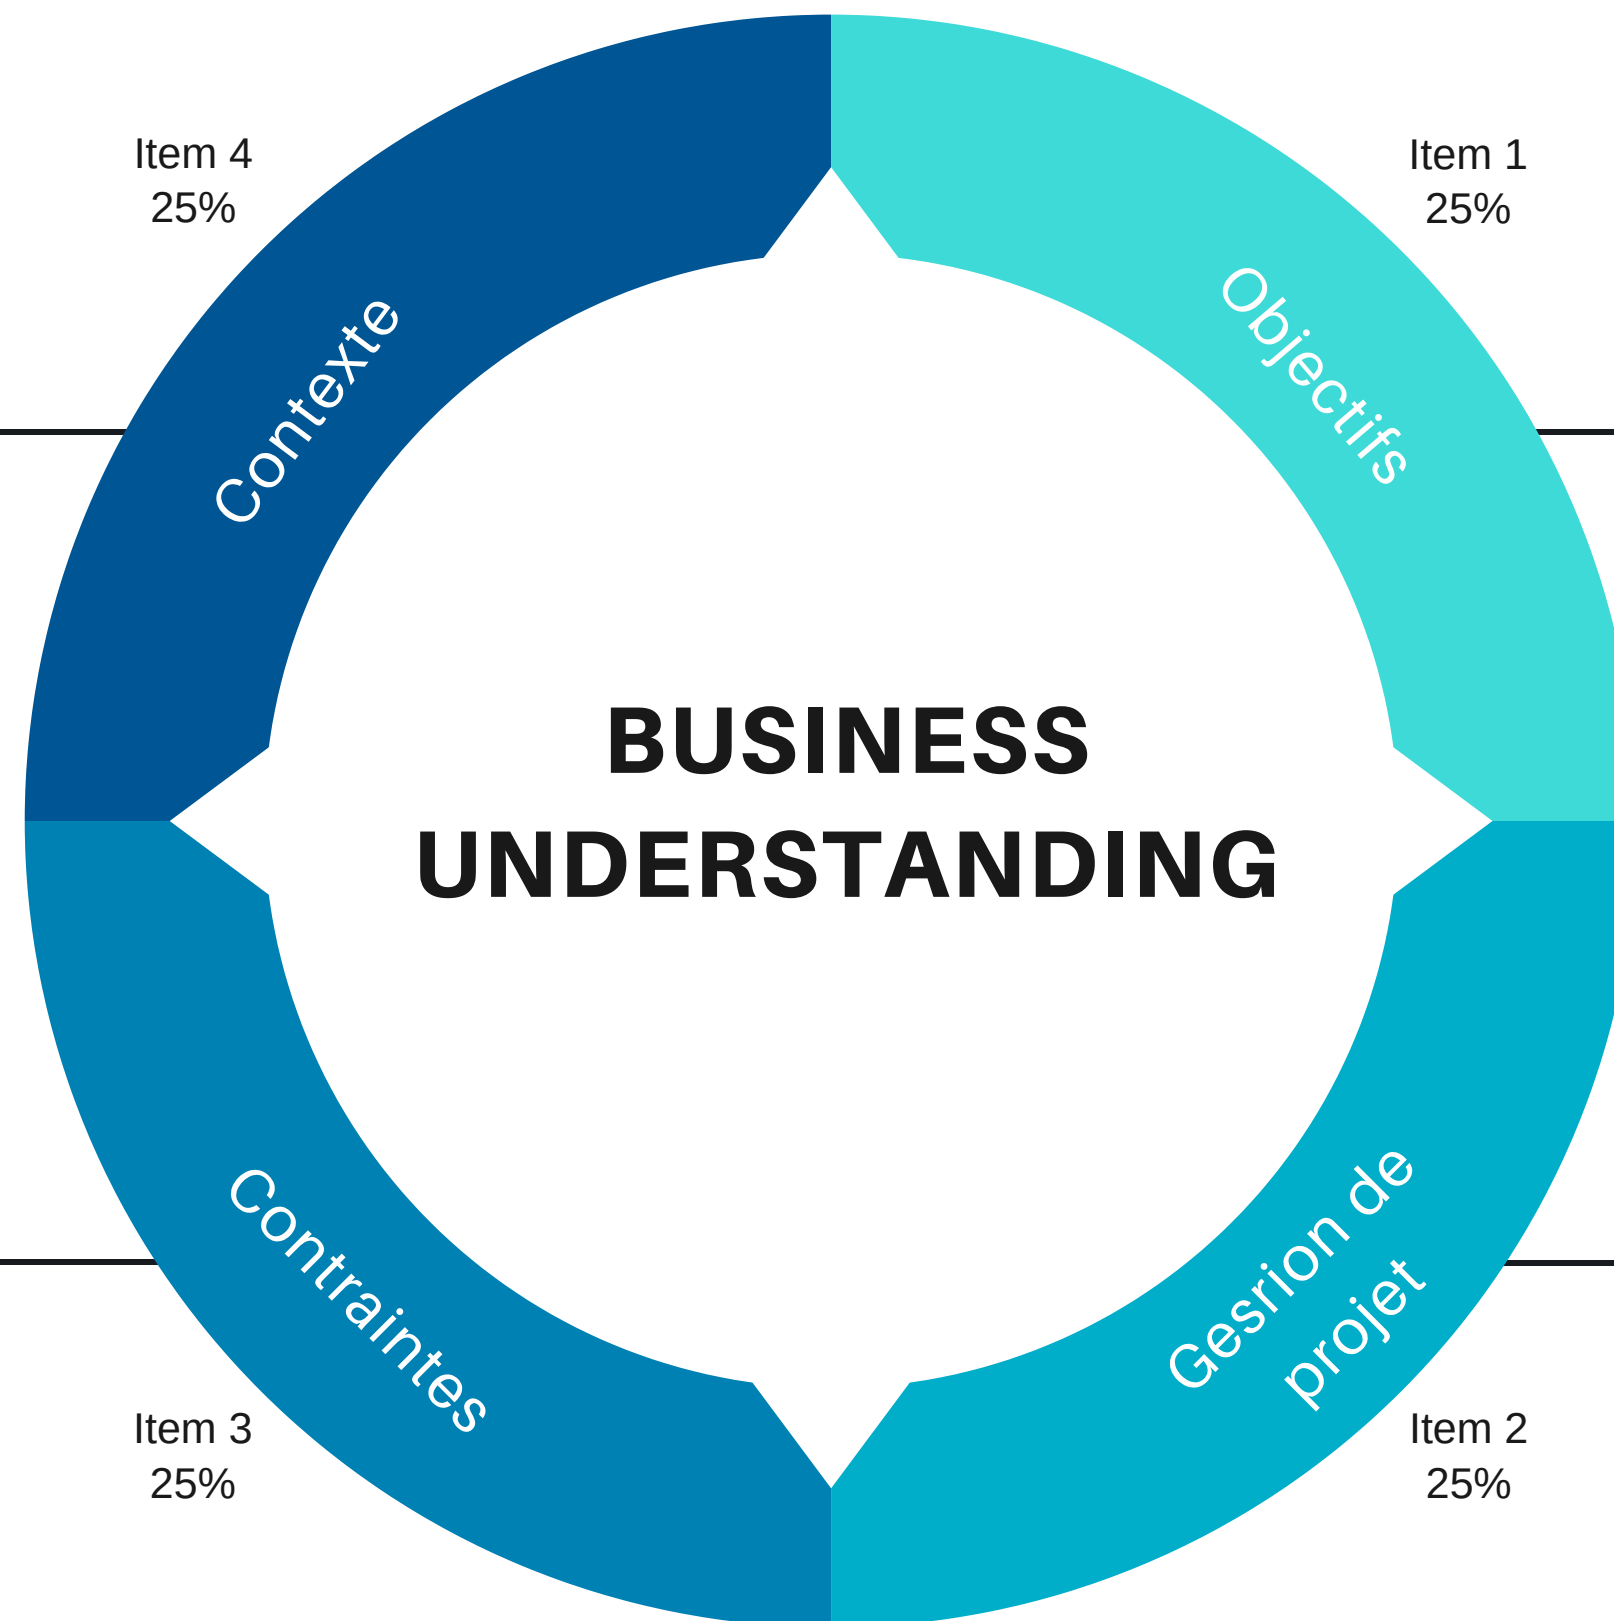 Item 4
25%
Item 1
25%
Contexte
Objectifs
BUSINESS
UNDERSTANDING
Contraintes
Gesrion de
projet
Item 3
25%
Item 2
25%